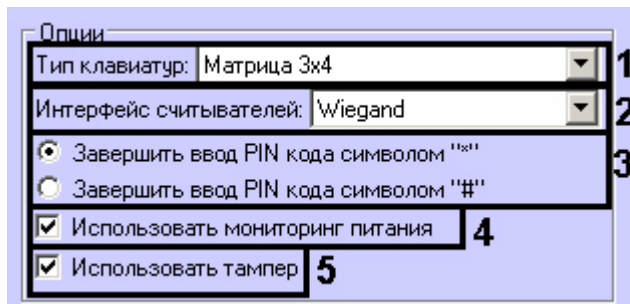 Опции
Тип клавиатур: Матрица 3x4 1
Интерфейс считывателей: Wiegand 2
Завершить ввод PIN кода символом "*"
3
Завершить ввод PIN кода символом "#"
Использовать мониторинг питания 4
Использовать тампер 5